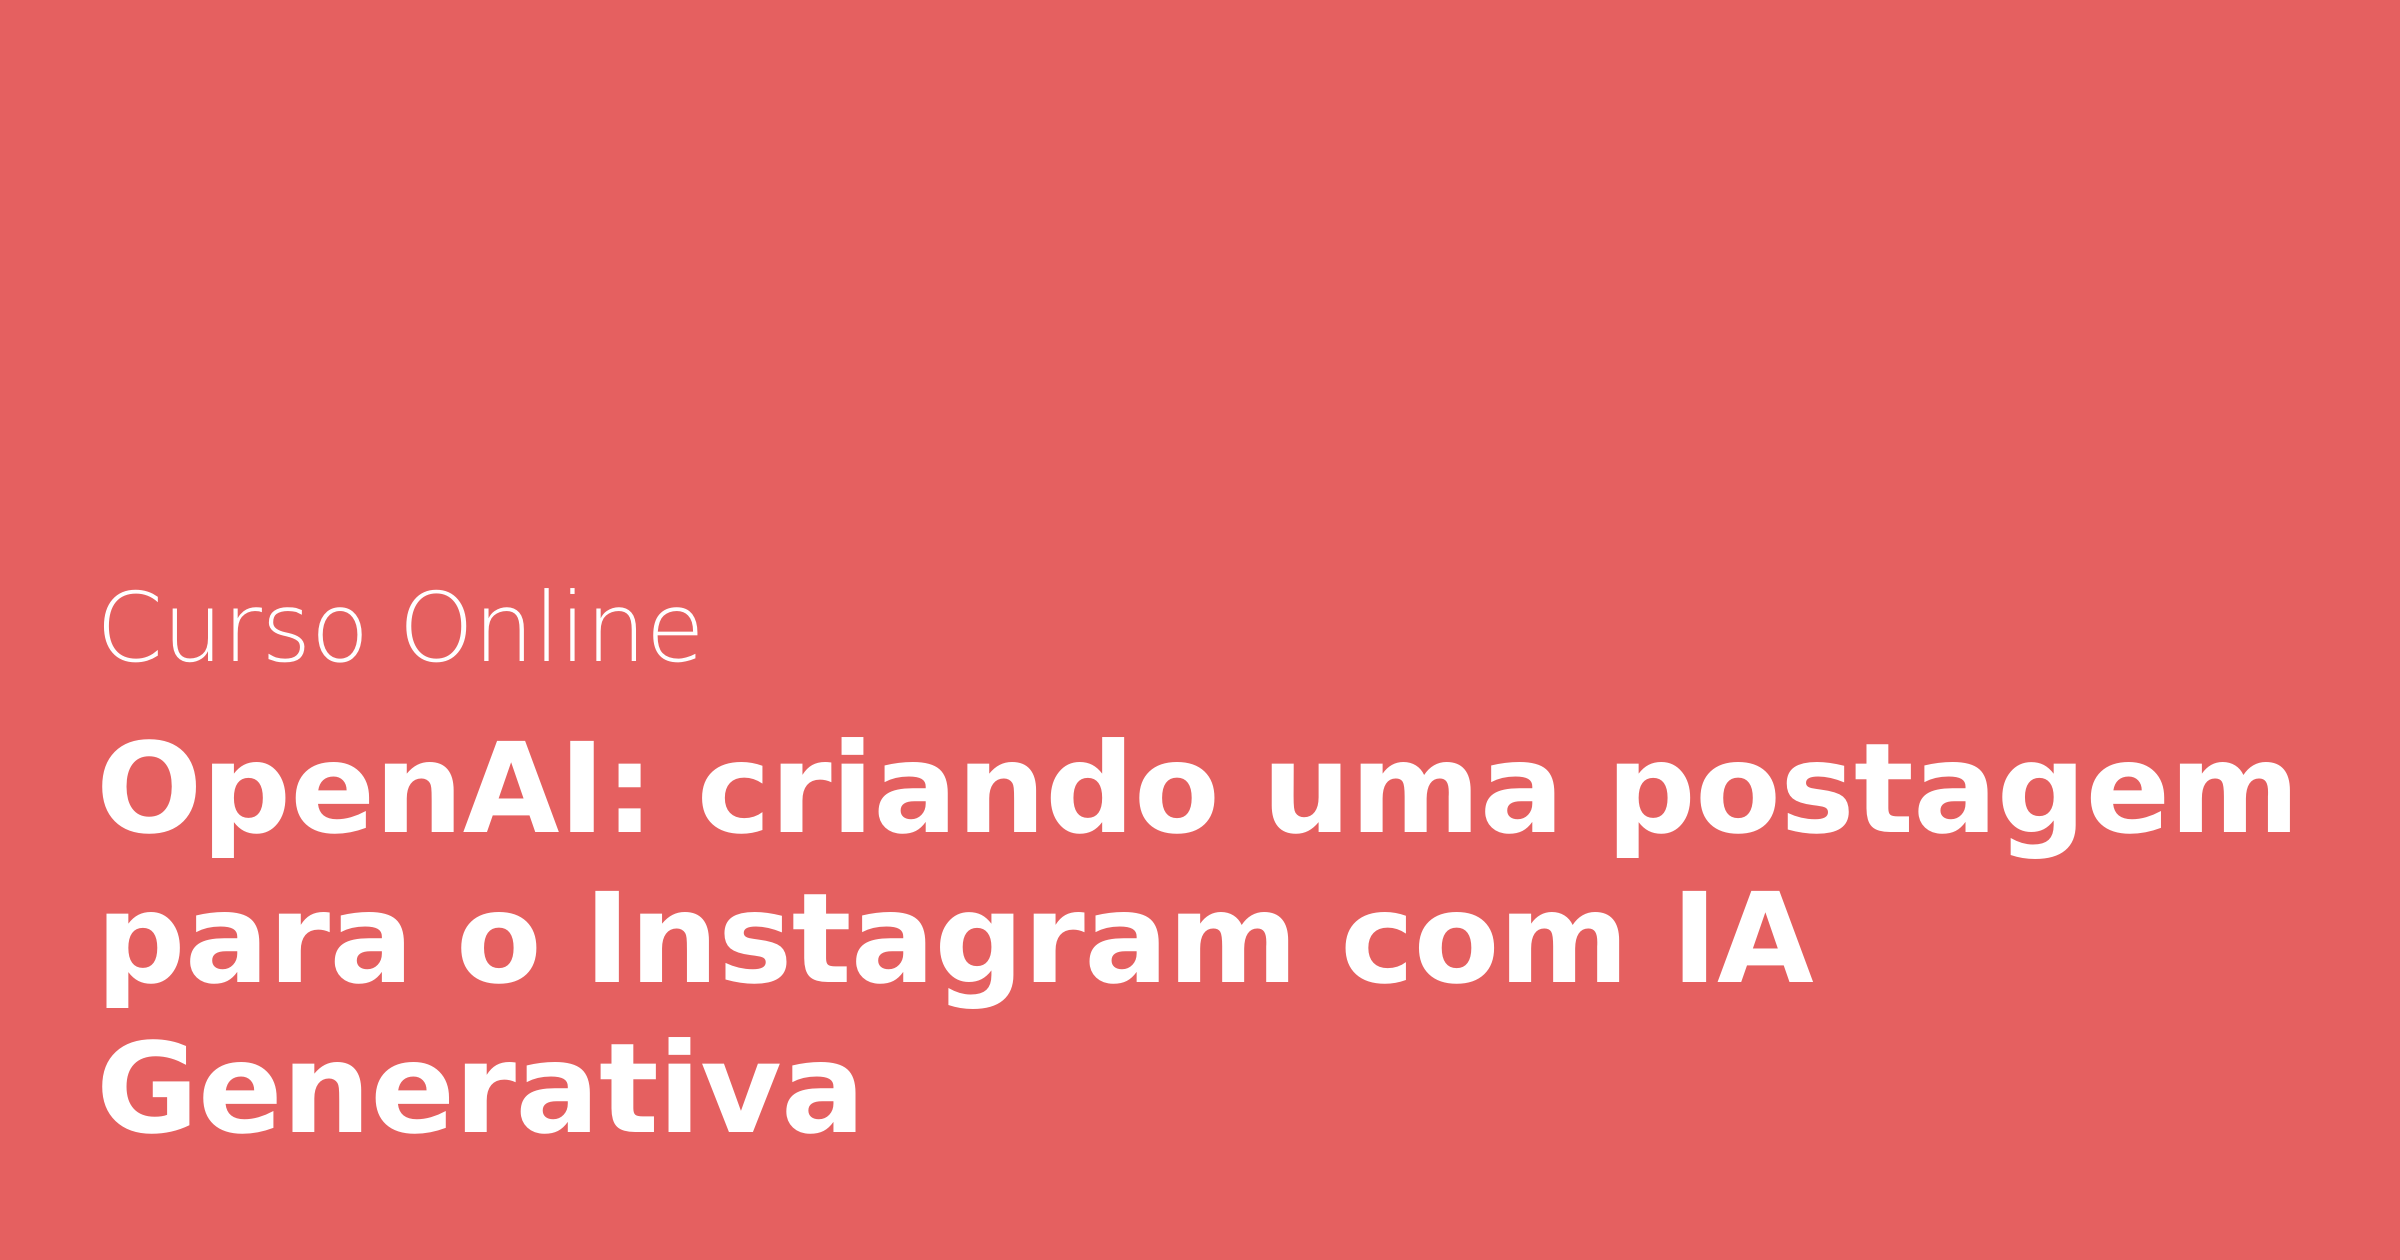 Curso Online
OpenAI: criando uma postagem
para o Instagram com IA
Generativa